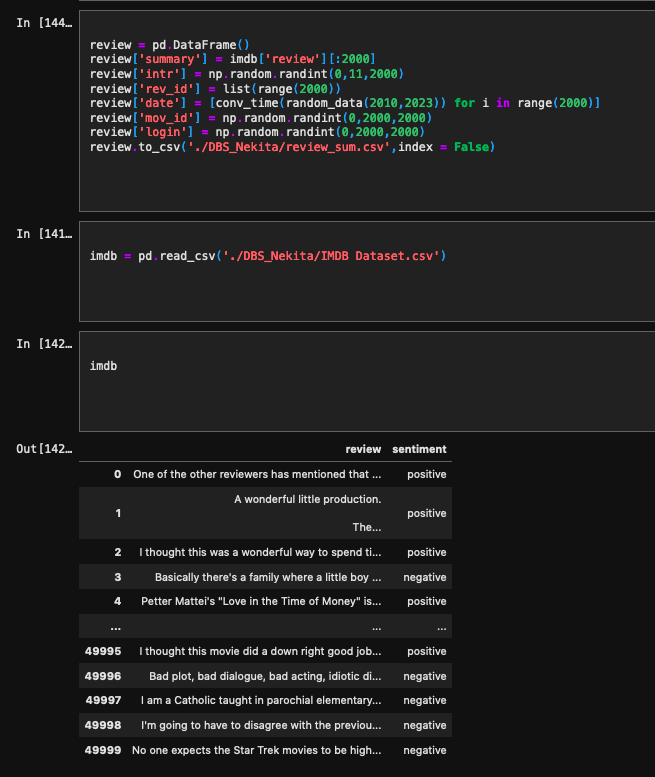 In [144…
review = pd.DataFrame()
review['summary'] = imdb['review'][:2000]
review['intr'] = np.random.randint(0,11,2000)
review['rev_id'] = list(range(2000))
review['date'] = [conv_time(random_data(2010,2023)) for i in range(2000)]
review['mov_id'] = np.random.randint(0,2000,2000)
review['login'] = np.random.randint(0,2000,2000)
review.to_csv('./DBS_Nekita/review_sum.csv',index = False)
In [141…
imdb = pd.read_csv('./DBS_Nekita/IMDB Dataset.csv')
In [142…
imdb
Out[142…
review sentiment
0 One of the other reviewers has mentioned that ... positive
A wonderful little production.
1 positive
The...
2 I thought this was a wonderful way to spend ti... positive
3 Basically there's a family where a little boy ... negative
4 Petter Mattei's "Love in the Time of Money" is... positive
... ... ...
49995 I thought this movie did a down right good job... positive
49996 Bad plot, bad dialogue, bad acting, idiotic di... negative
49997 I am a Catholic taught in parochial elementary... negative
49998 I'm going to have to disagree with the previou... negative
49999 No one expects the Star Trek movies to be high... negative